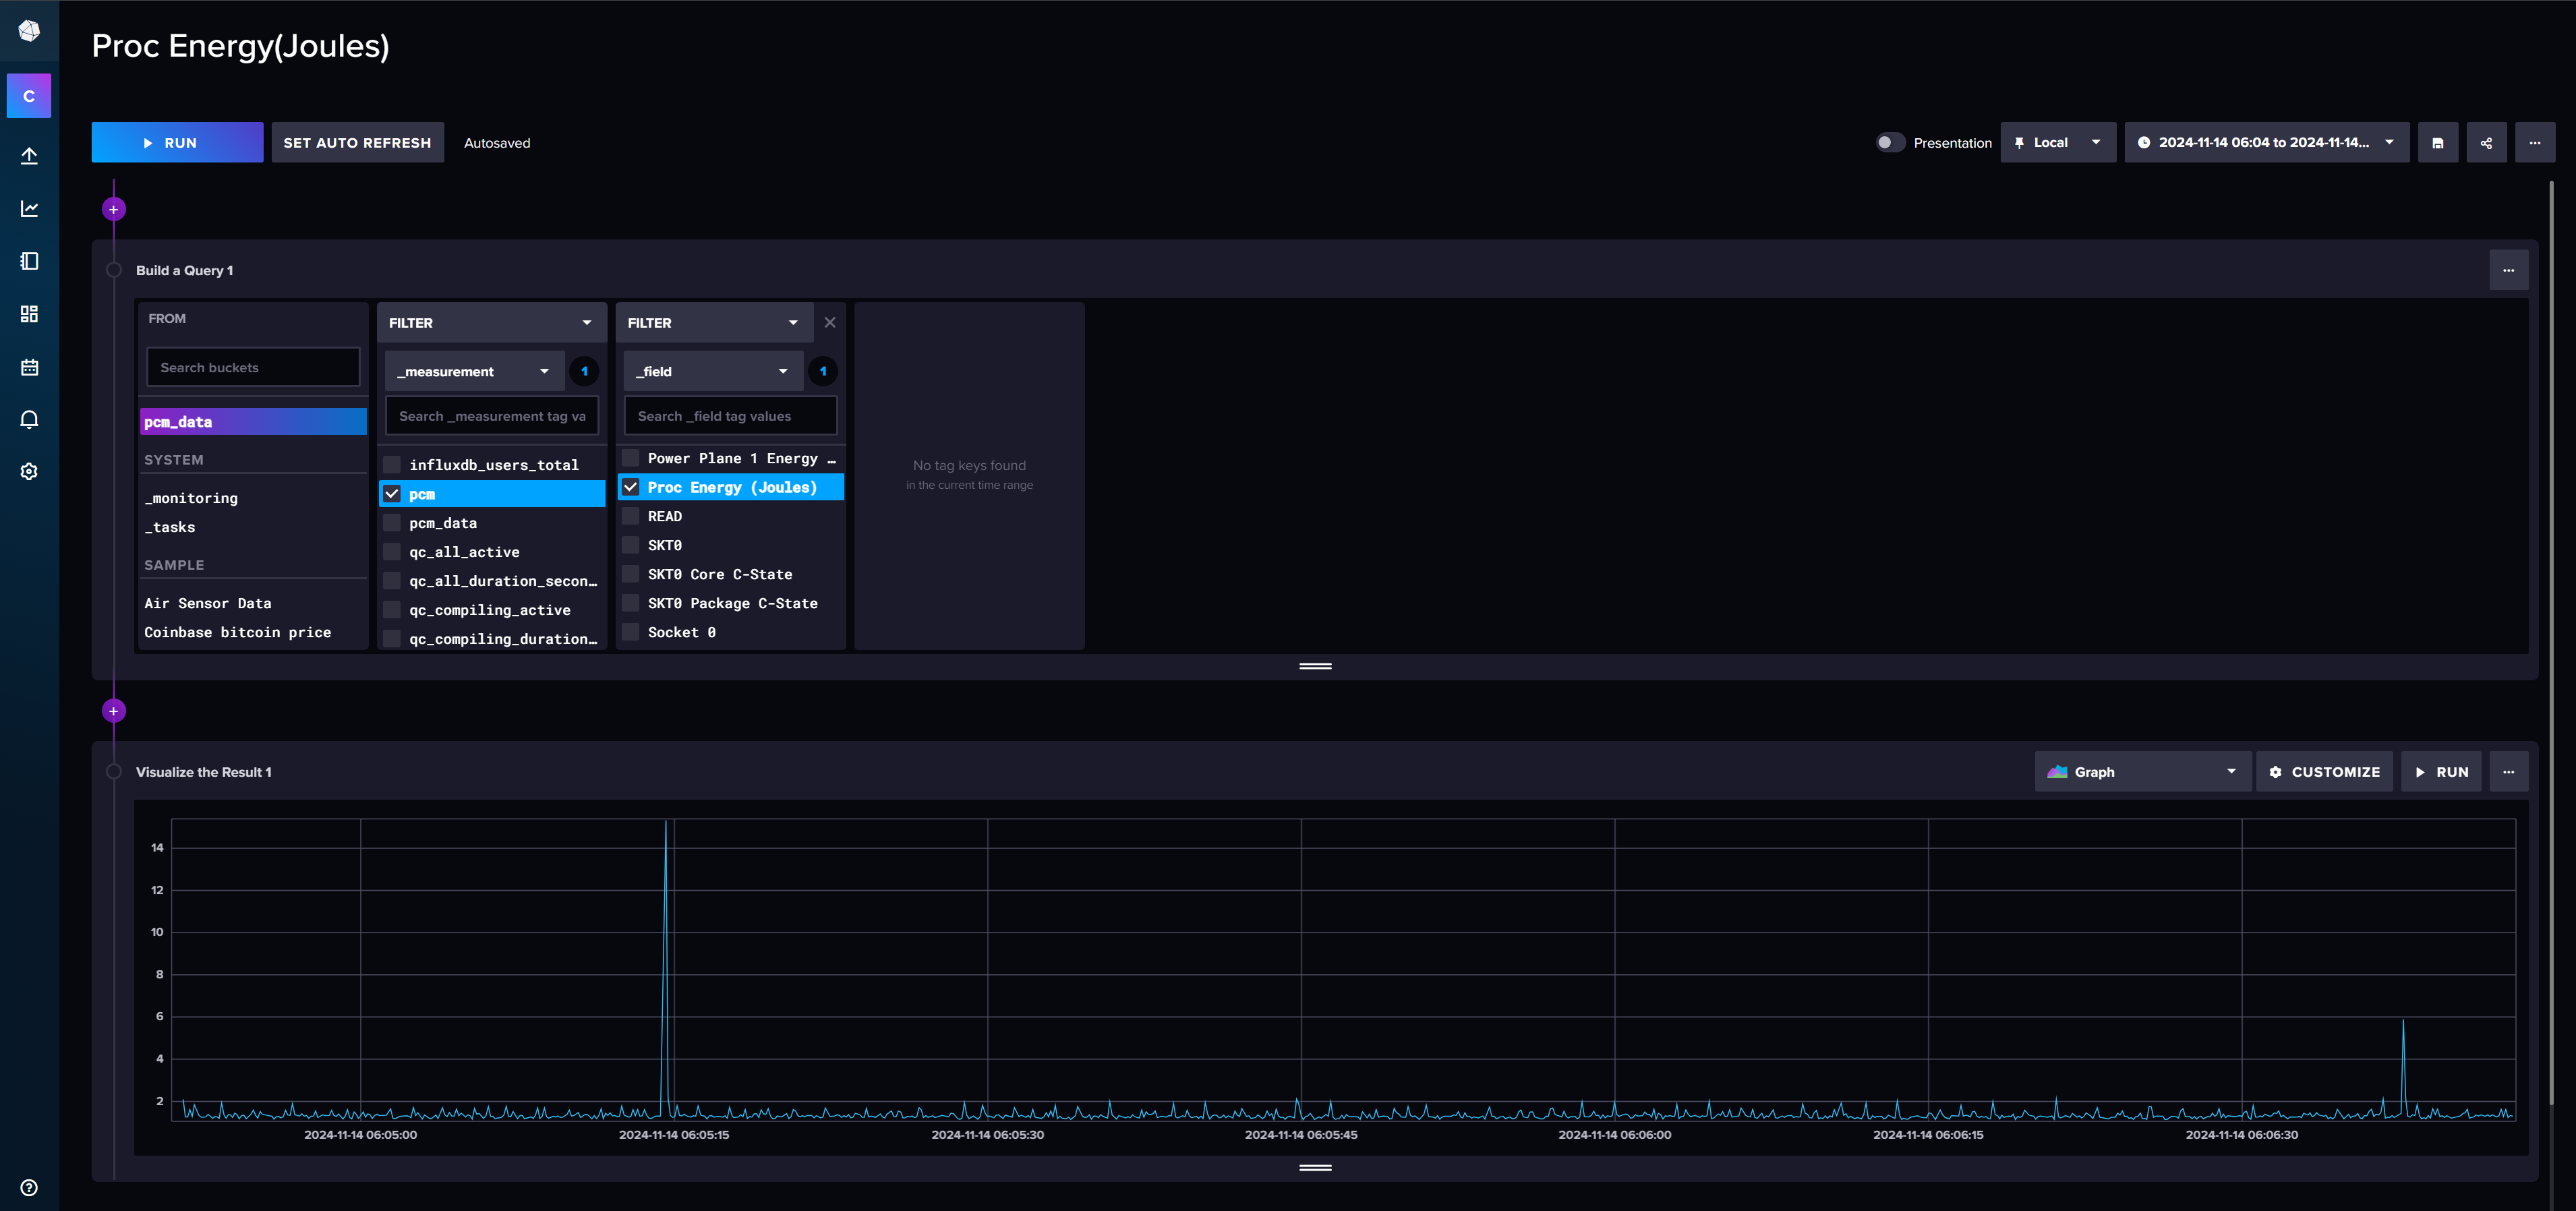 Proc Energy(Joules)
C
RUN
SET AUTO REFRESH
Autosaved
Presentation
Local
2024-11-14 06:04 to 2024-11-14...
Build a Query 1
FROM
Search buckets
pcm_data
SYSTEM
_monitoring
_tasks
SAMPLE
Air Sensor Data
Coinbase bitcoin price
FILTER
_measurement
1
Search _measurement tag va
influxdb_users_total
pcm
pcm_data
qc_all_active
qc_all_duration_secon…
qc_compiling_active
qc_compiling_duration…
FILTER
_field
1
Search _field tag values
Power Plane 1 Energy …
Proc Energy (Joules)
READ
SKT0
SKT0 Core C-State
SKT0 Package C-State
Socket 0
No tag keys found
in the current time range
Visualize the Result 1
Graph
CUSTOMIZE
RUN
14
12
10
8
6
4
2
2024-11-14 06:05:00
2024-11-14 06:05:15
2024-11-14 06:05:30
2024-11-14 06:05:45
2024-11-14 06:06:00
2024-11-14 06:06:15
2024-11-14 06:06:30